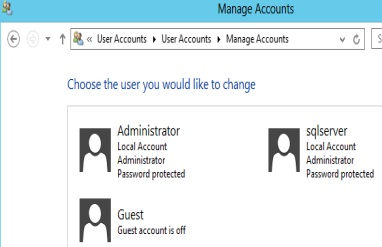 Manage Accounts
« User Accounts ▸ User Accounts ▸ Manage Accounts
S
Choose the user you would like to change
Administrator
Local Account
Administrator
Password protected
sqlserver
Local Account
Administrator
Password protected
Guest
Guest account is off